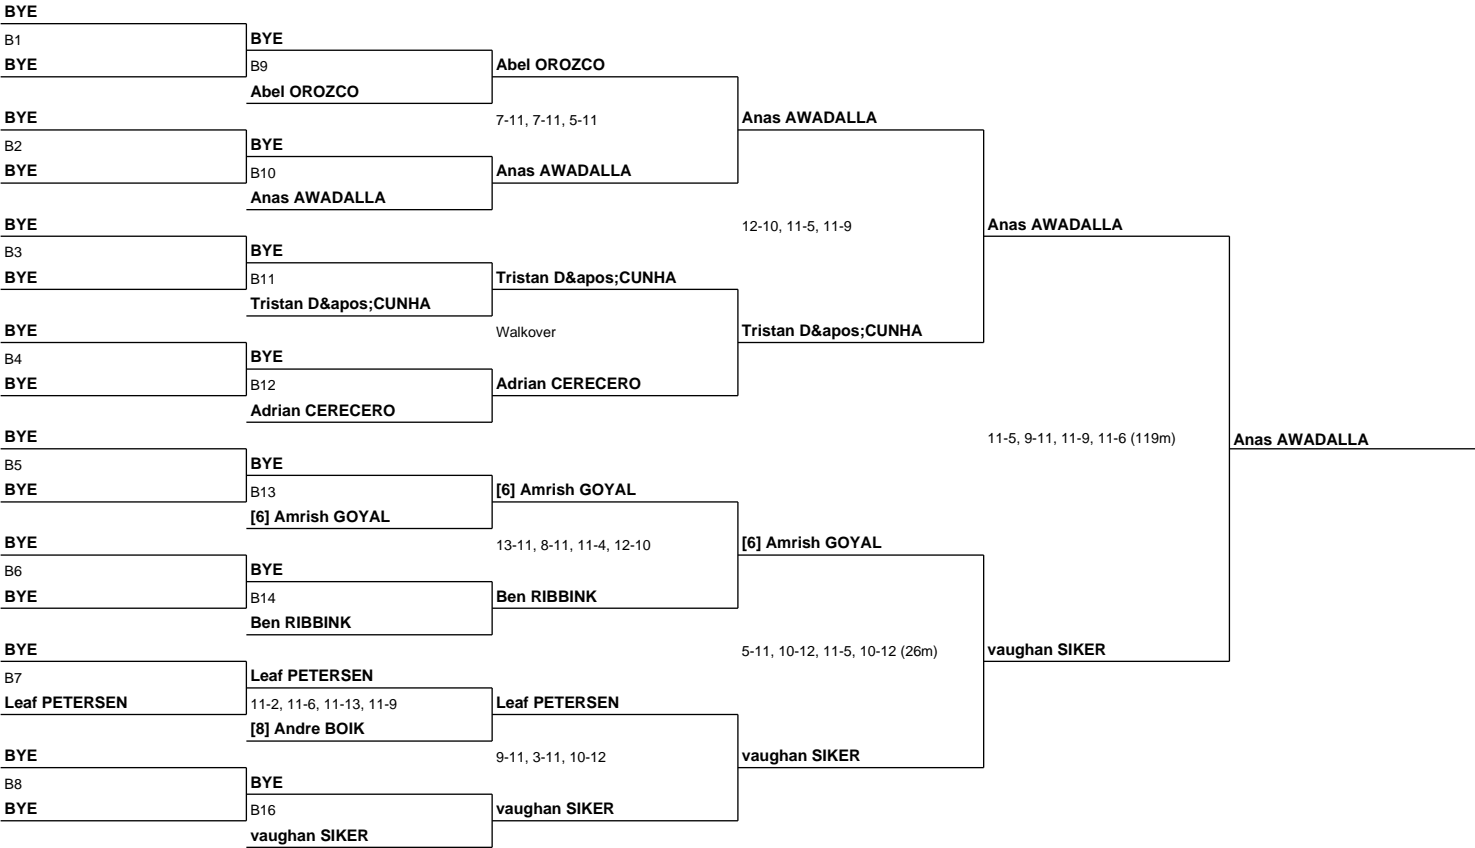 BYE
B1
BYE
BYE
B9
Abel OROZCO
Abel OROZCO
BYE
B2
BYE
BYE
B10
Anas AWADALLA
7-11, 7-11, 5-11
Anas AWADALLA
Anas AWADALLA
BYE
B3
BYE
BYE
B11
Tristan D&apos;CUNHA
Tristan D&apos;CUNHA
12-10, 11-5, 11-9
Anas AWADALLA
BYE
B4
BYE
BYE
B12
Adrian CERECERO
Walkover
Adrian CERECERO
Tristan D&apos;CUNHA
BYE
B5
BYE
BYE
B13
[6] Amrish GOYAL
[6] Amrish GOYAL
11-5, 9-11, 11-9, 11-6 (119m)
Anas AWADALLA
BYE
B6
BYE
BYE
B14
Ben RIBBINK
13-11, 8-11, 11-4, 12-10
Ben RIBBINK
[6] Amrish GOYAL
BYE
B7
Leaf PETERSEN
Leaf PETERSEN
11-2, 11-6, 11-13, 11-9
[8] Andre BOIK
Leaf PETERSEN
5-11, 10-12, 11-5, 10-12 (26m)
vaughan SIKER
BYE
B8
BYE
BYE
B16
vaughan SIKER
9-11, 3-11, 10-12
vaughan SIKER
vaughan SIKER